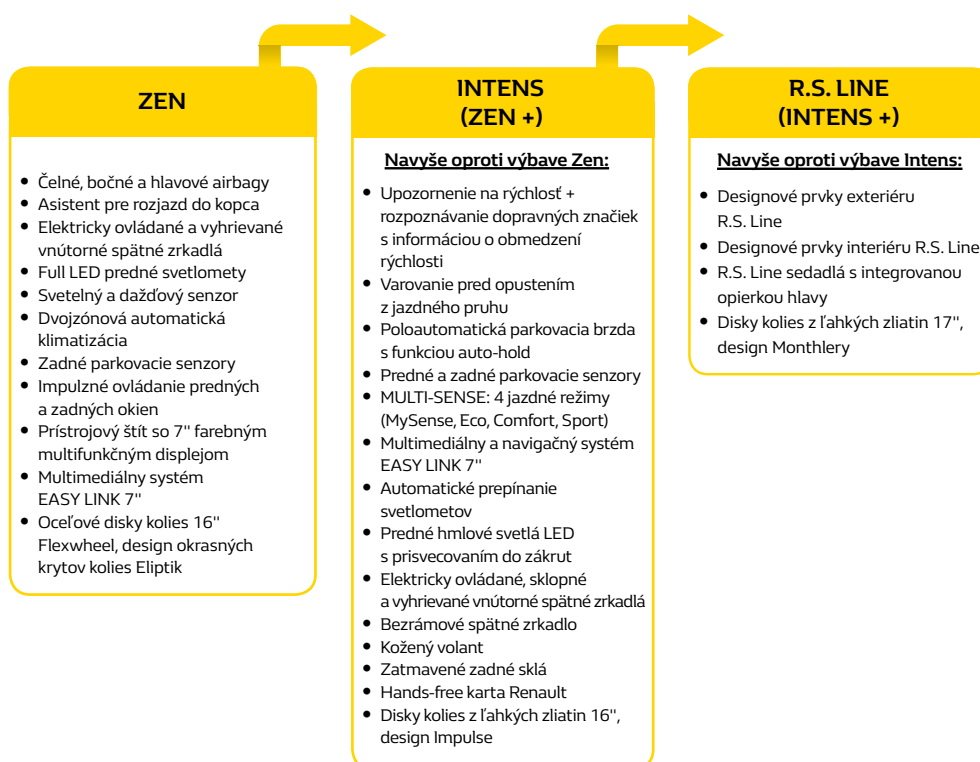 ZEN
Čelné, bočné a hlavové airbagy
Asistent pre rozjazd do kopca
Elektricky ovládané a vyhrievané
vnútorné spätné zrkadlá
Full LED predné svetlomety
Svetelný a dažďový senzor
Dvojzónová automatická
klimatizácia
Zadné parkovacie senzory
Impulzné ovládanie predných
a zadných okien
Prístrojový štít so 7" farebným
multifunkčným displejom
Multimediálny systém
EASY LINK 7"
Oceľové disky kolies 16"
Flexwheel, design okrasných
krytov kolies Eliptik
INTENS
(ZEN +)
Navyše oproti výbave Zen:
Upozornenie na rýchlosť +
rozpoznávanie dopravných značiek
s informáciou o obmedzení
rýchlosti
Varovanie pred opustením
z jazdného pruhu
Poloautomatická parkovacia brzda
s funkciou auto-hold
Predné a zadné parkovacie senzory
MULTI-SENSE: 4 jazdné režimy
(MySense, Eco, Comfort, Sport)
Multimediálny a navigačný systém
EASY LINK 7"
Automatické prepínanie
svetlometov
Predné hmlové svetlá LED
s prisvecovaním do zákrut
Elektricky ovládané, sklopné
a vyhrievané vnútorné spätné zrkadlá
Bezrámové spätné zrkadlo
Kožený volant
Zatmavené zadné sklá
Hands-free karta Renault
Disky kolies z ľahkých zliatin 16",
design Impulse
R.S. LINE
(INTENS +)
Navyše oproti výbave Intens:
Designové prvky exteriéru
R.S. Line
Designové prvky interiéru R.S. Line
R.S. Line sedadlá s integrovanou
opierkou hlavy
Disky kolies z ľahkých zliatin 17",
design Monthlery